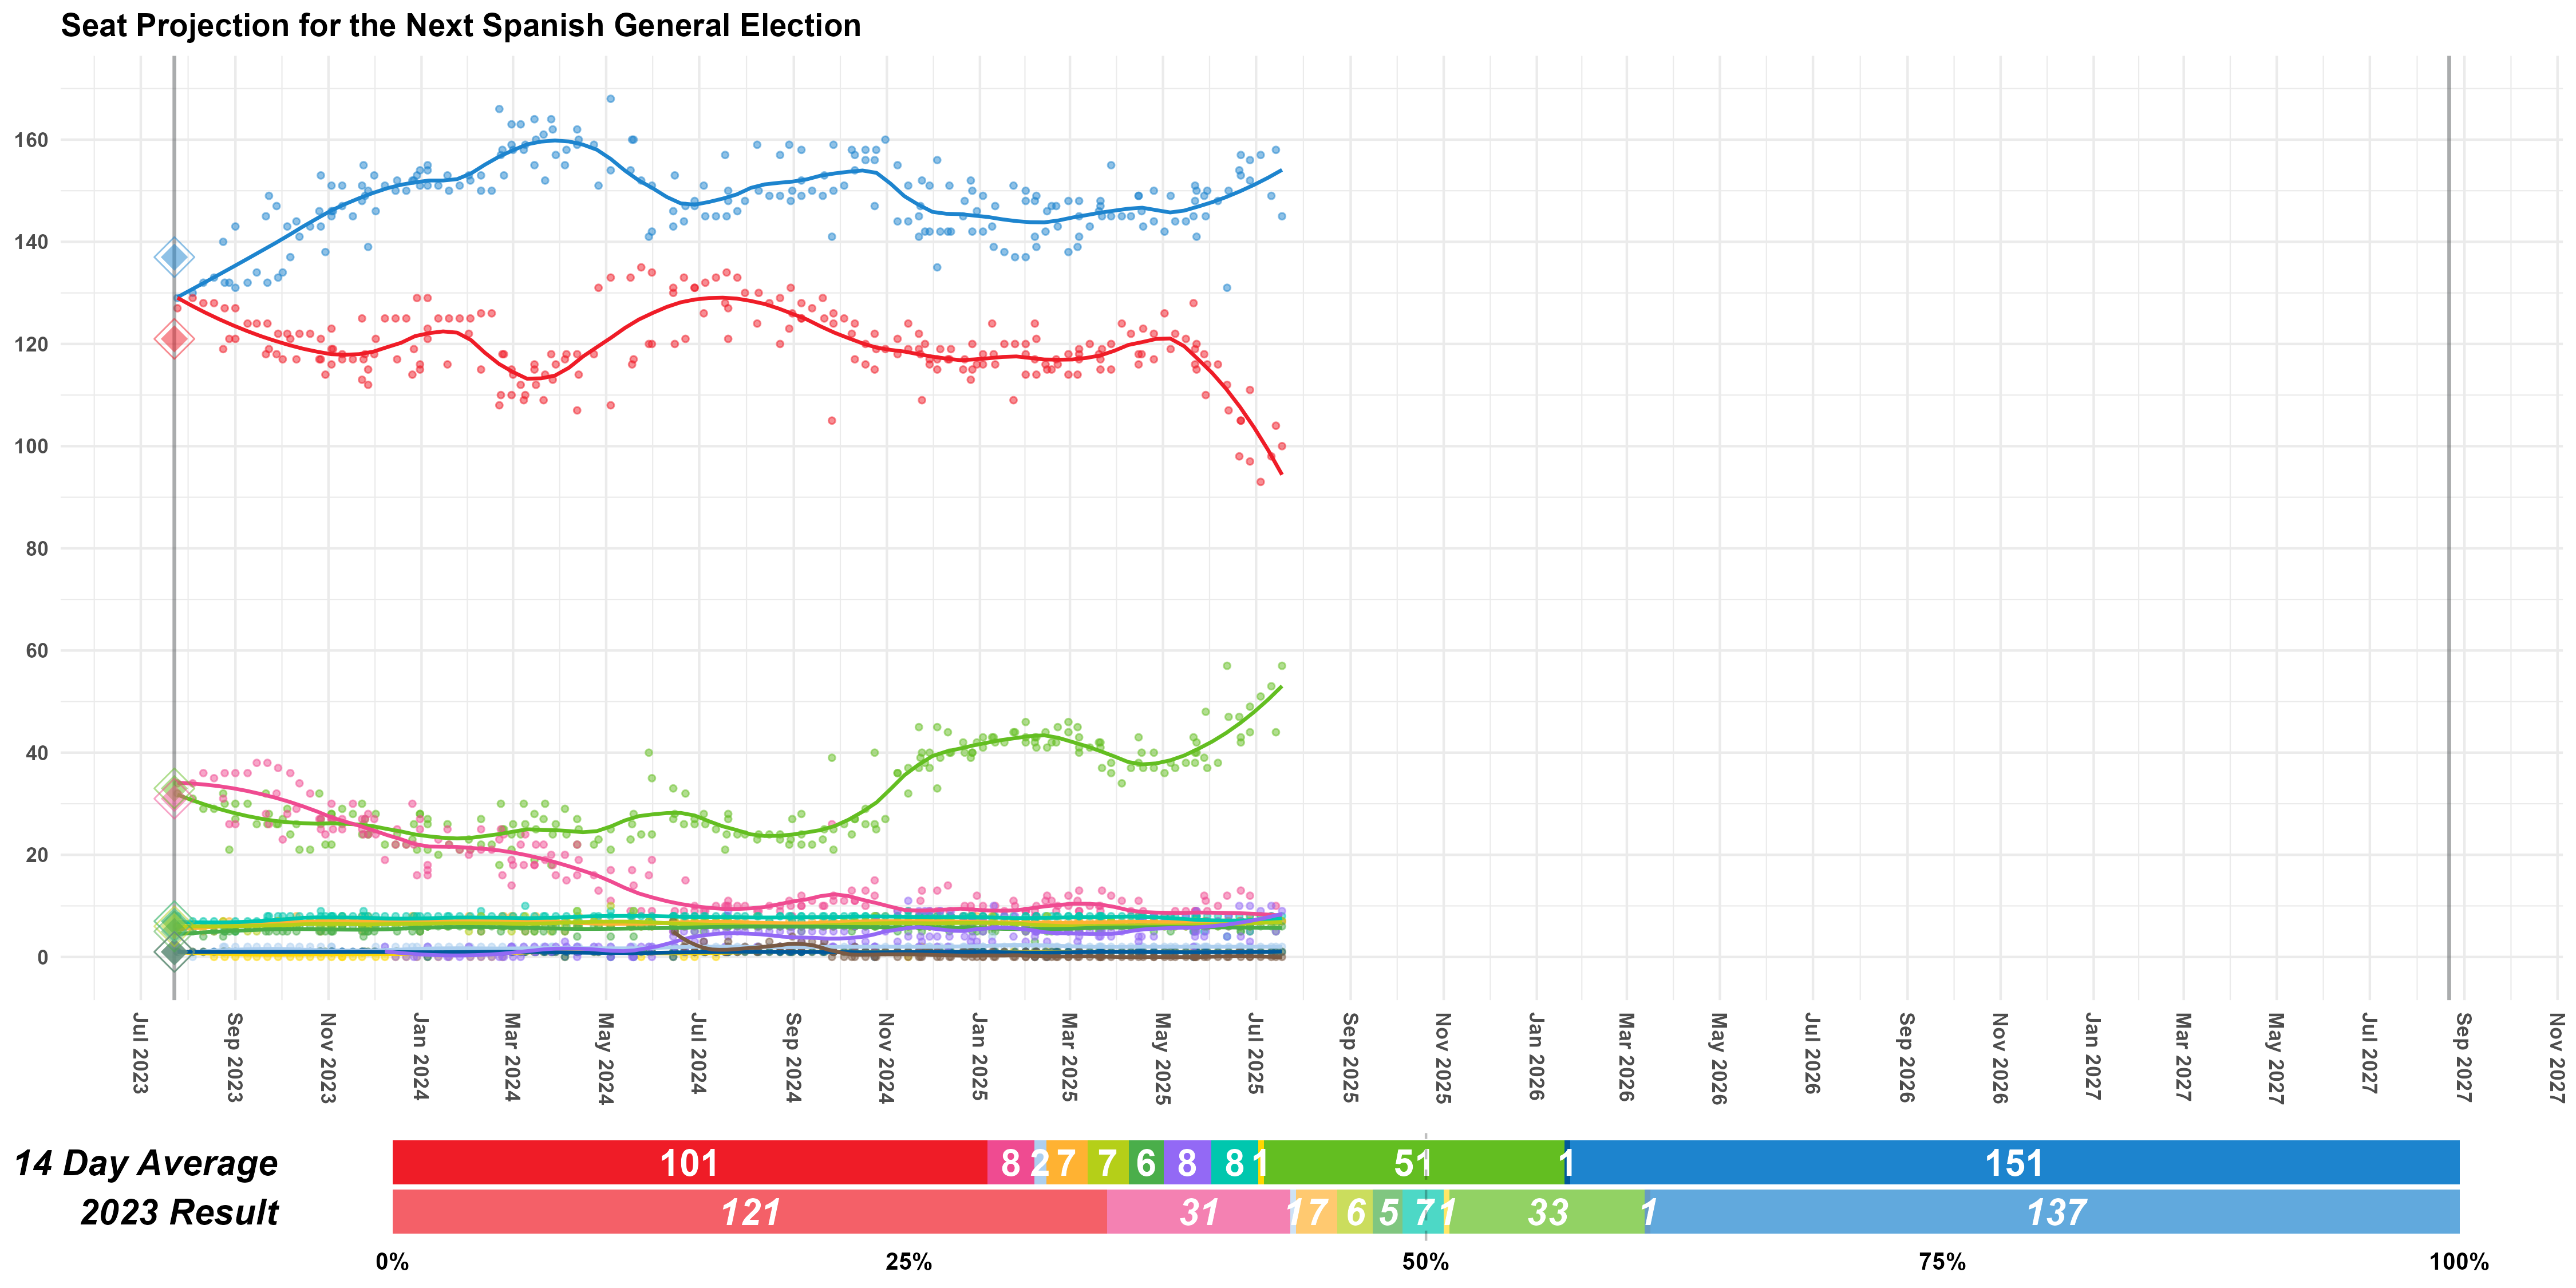 Seat Projection for the Next Spanish General Election
160
140
120
100
80
60
40
20
0
Jul 2023
Sep 2023
Nov 2023
Jan 2024
Mar 2024
May 2024
Jul 2024
Sep 2024
Nov 2024
Jan 2025
Mar 2025
May 2025
Jul 2025
Sep 2025
Nov 2025
Jan 2026
Mar 2026
May 2026
Jul 2026
Sep 2026
Nov 2026
Jan 2027
Mar 2027
May 2027
Jul 2027
Sep 2027
Nov 2027
14 Day Average 101 8 2 7 7 6 8 8 1 51 1 151
2023 Result 121 31 1 7 6 5 7 1 33 1 137
0% 25% 50% 75% 100%